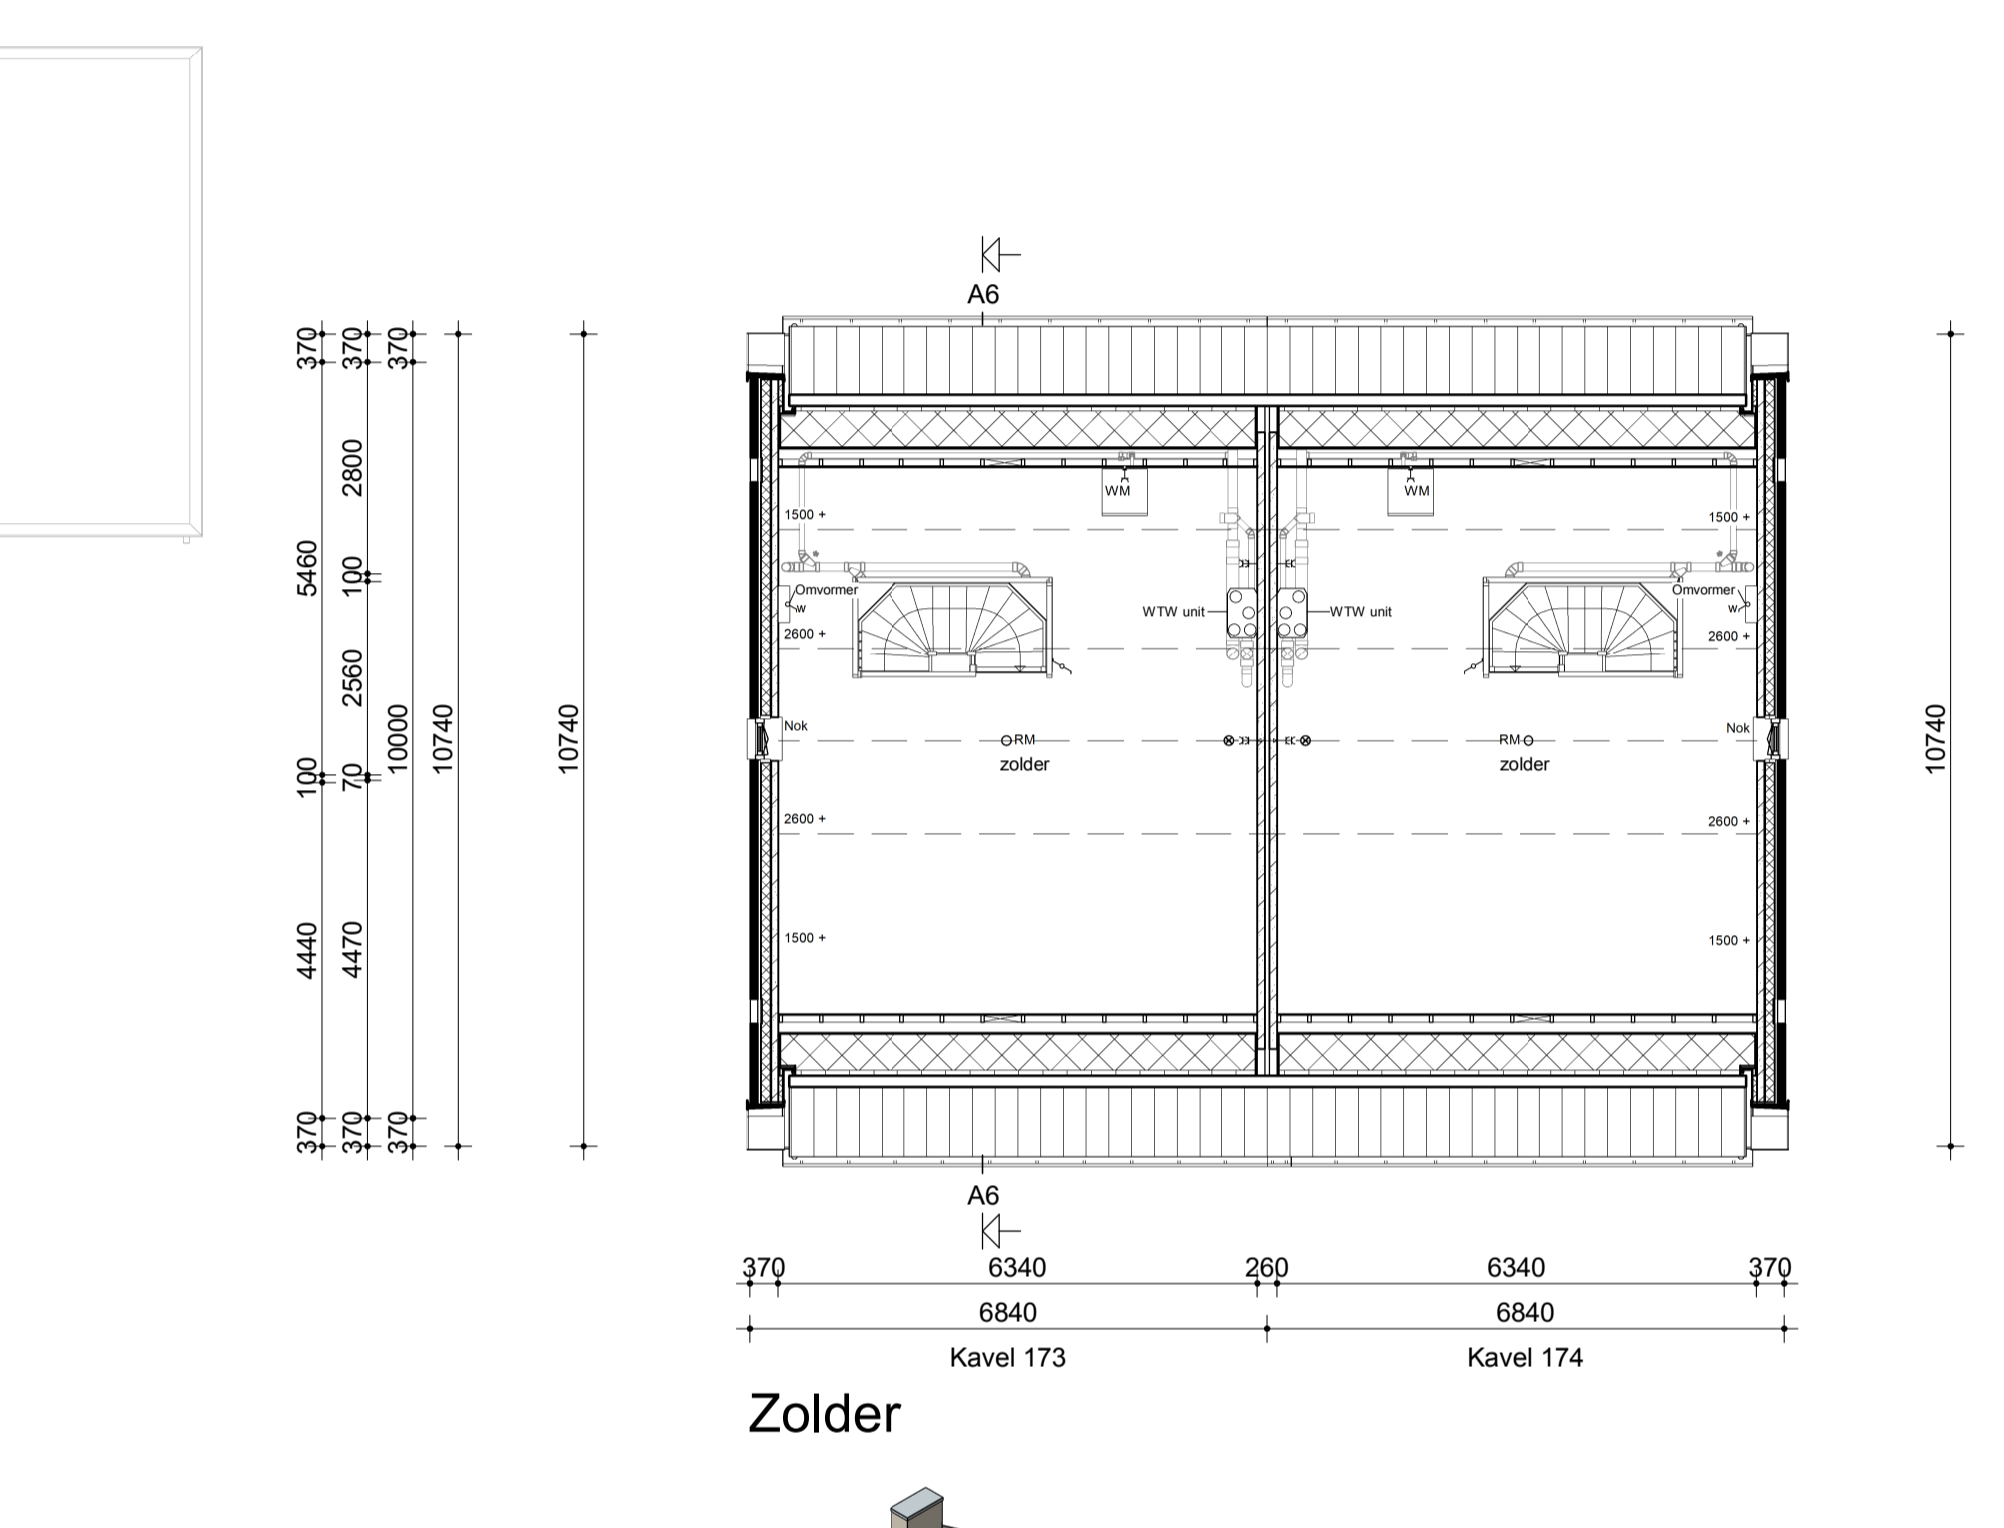 A6
370 370 370
2800
5460 100
2560
10000 10740 10740 10740
100 70
4440 4470
370 370 370
WM WM
1500 + 1500 +
Omvormer Omvormer
w w
WTW unit WTW unit
2600 + 2600 +
Nok Nok
RM RM
zolder zolder
2600 + 2600 +
1500 + 1500 +
A6
370 6340 260 6340 370
6840 6840
Kavel 173 Kavel 174
Zolder